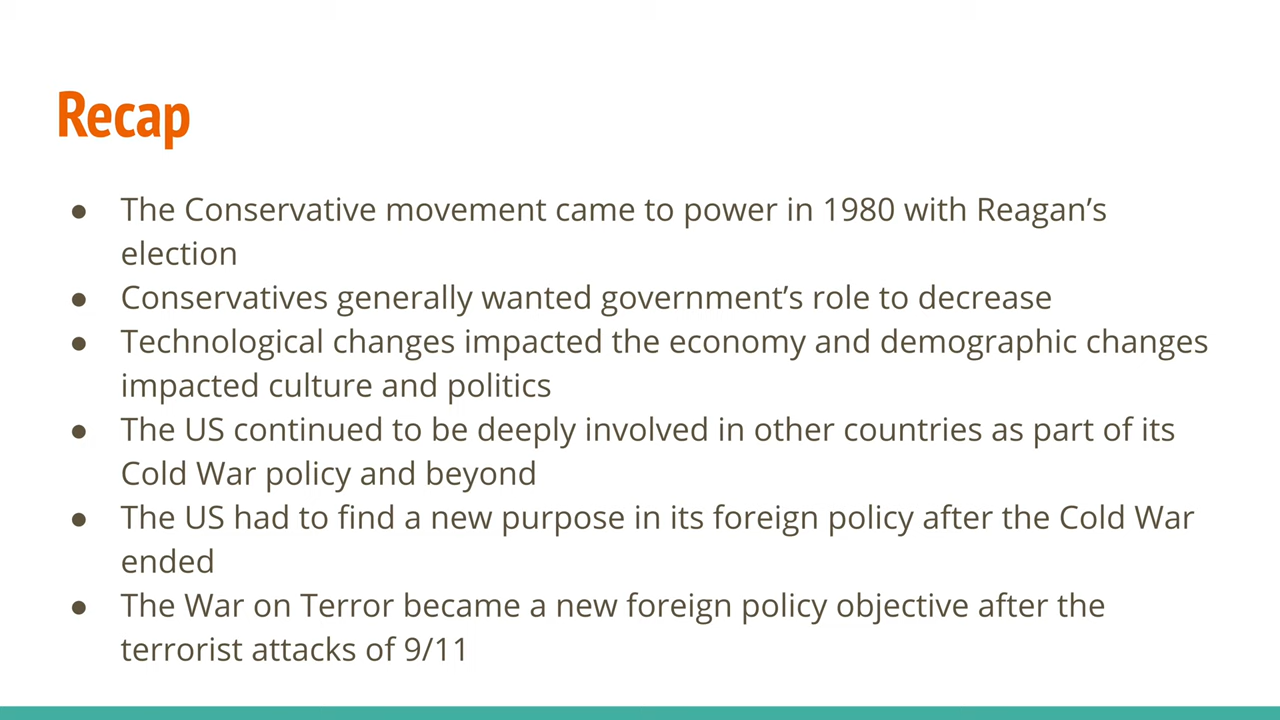 Recap
● The Conservative movement came to power in 1980 with Reagan’s
election
● Conservatives generally wanted government’s role to decrease
● Technological changes impacted the economy and demographic changes
impacted culture and politics
● The US continued to be deeply involved in other countries as part of its
Cold War policy and beyond
● The US had to find a new purpose in its foreign policy after the Cold War
ended
● The War on Terror became a new foreign policy objective after the
terrorist attacks of 9/11